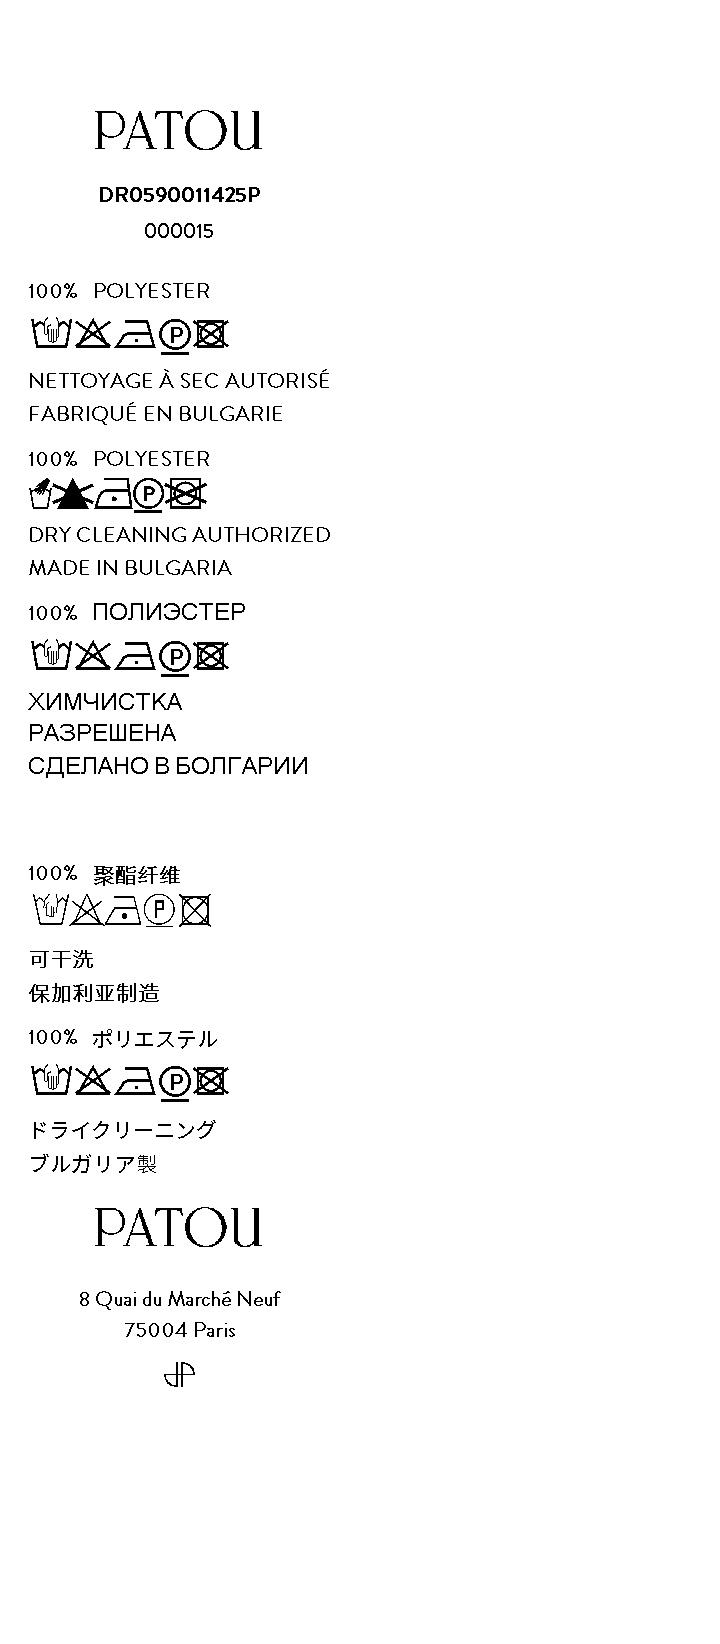 PATOU
DR0590011425P
000015
100% POLYESTER
P
NETTOYAGE À SEC AUTORISÉ
FABRIQUÉ EN BULGARIE
100% POLYESTER
P
DRY CLEANING AUTHORIZED
MADE IN BULGARIA
100% ПОЛИЭСТЕР
P
ХИМЧИСТКА
РАЗРЕШЕНА
СДЕЛАНО В БОЛГАРИИ
100% 聚酯纤维
P
可干洗
保加利亚制造
100% ポリエステル
P
ドライクリーニング
ブルガリア製
PATOU
8 Quai du Marché Neuf
75004 Paris
JP